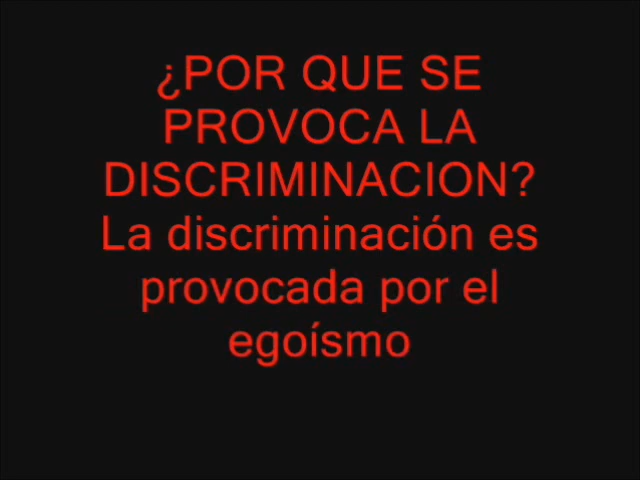 ¿POR QUE SE
PROVOCA LA
DISCRIMINACION?
La discriminación es
provocada por el
egoísmo